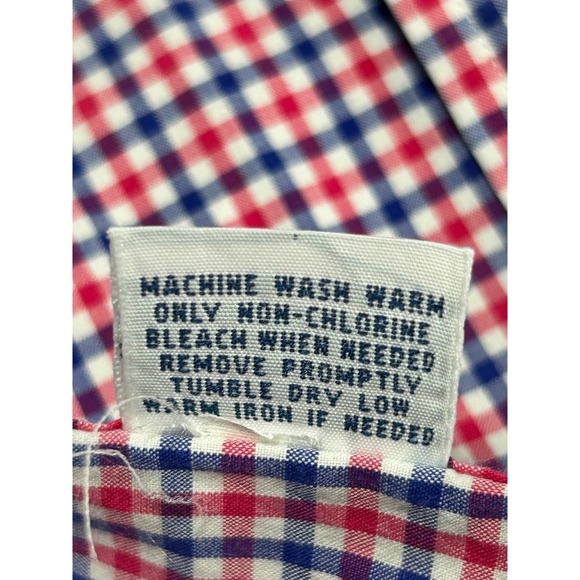 MACHINE WASH WARM
ONLY NON-CHLORINE
BLEACH WHEN NEEDED
REMOVE PROMPTLY
TUMBLE DRY LOW
WARM IRON IF NEEDED